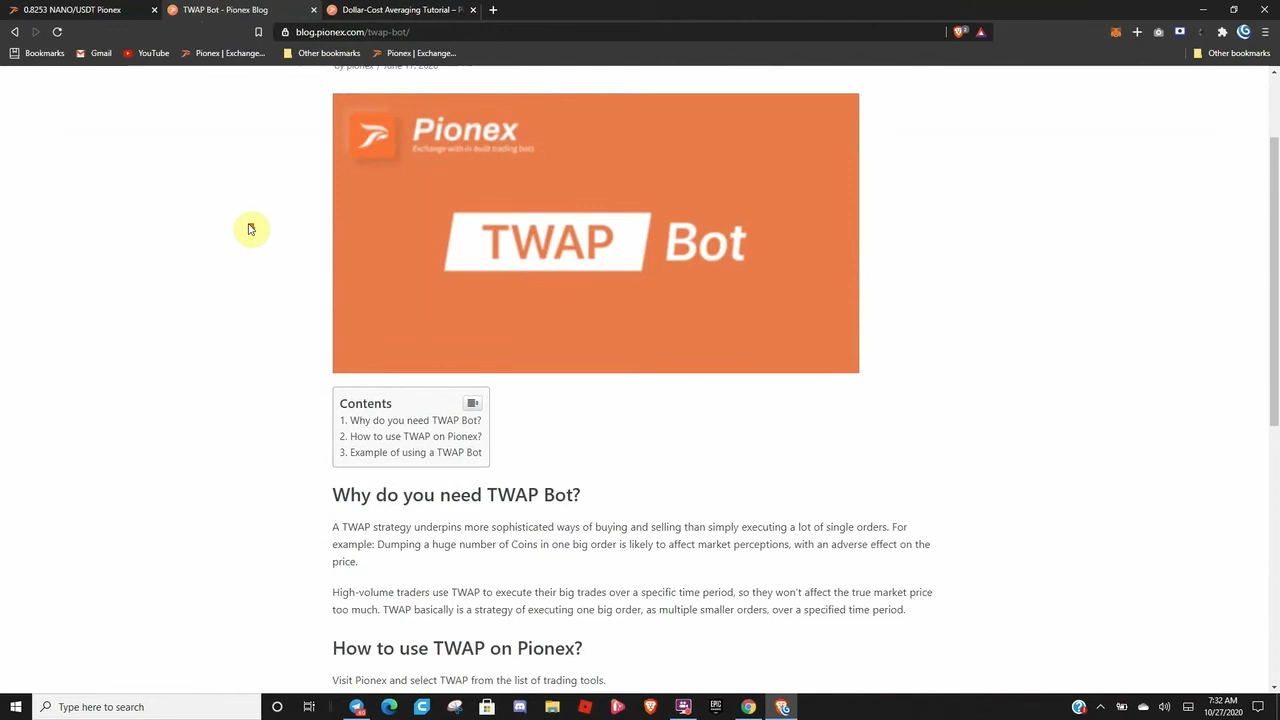 0.8253 NANO/USDT Pionex
TWAP Bot - Pionex Blog
Dollar-Cost Averaging Tutorial – P
blog.pionex.com/twap-bot/
Bookmarks
Gmail
YouTube
Pionex | Exchange...
Other bookmarks
Pionex | Exchange...
Other bookmarks
By pionex / June 17, 2020
Pionex
Exchange with in-built trading bots
TWAP Bot
Contents
1. Why do you need TWAP Bot?
2. How to use TWAP on Pionex?
3. Example of using a TWAP Bot
Why do you need TWAP Bot?
A TWAP strategy underpins more sophisticated ways of buying and selling than simply executing a lot of single orders. For
example: Dumping a huge number of Coins in one big order is likely to affect market perceptions, with an adverse effect on the
price.
High-volume traders use TWAP to execute their big trades over a specific time period, so they won't affect the true market price
too much. TWAP basically is a strategy of executing one big order, as multiple smaller orders, over a specified time period.
How to use TWAP on Pionex?
Visit Pionex and select TWAP from the list of trading tools.
Type here to search
EPIC
7:32 AM
10/27/2020